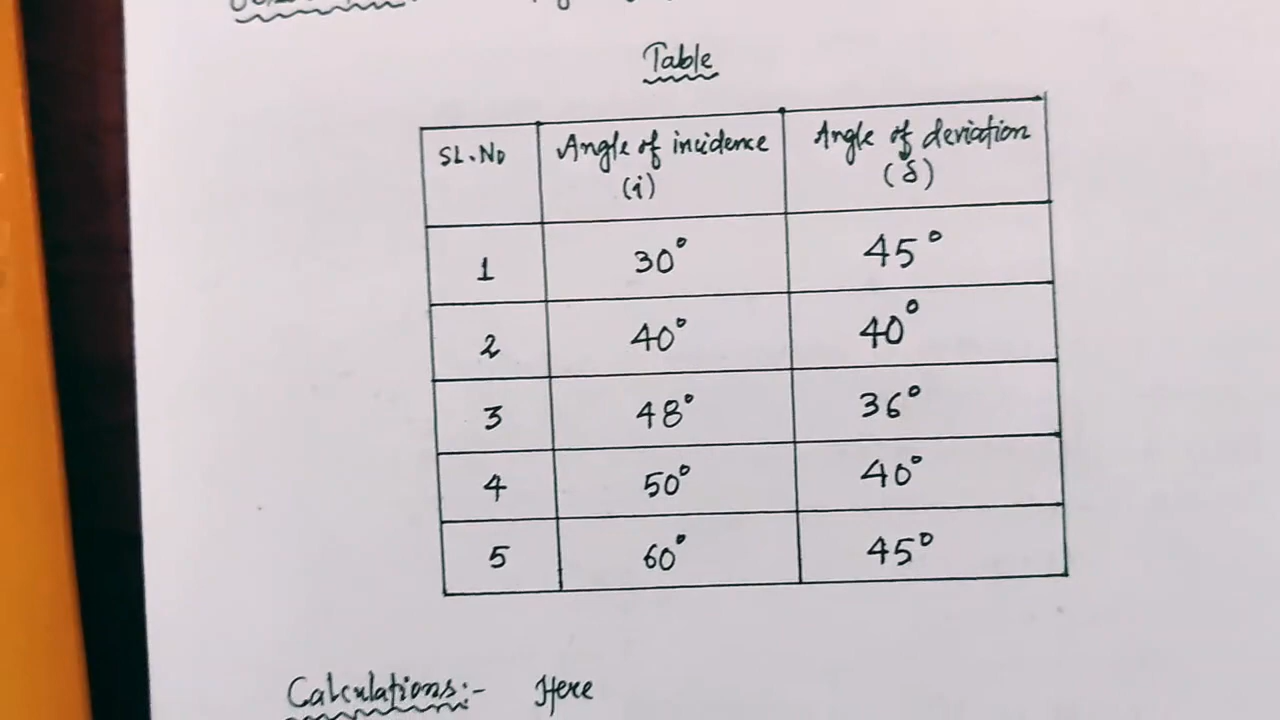 Table
SL.No Angle of incidence (i) Angle of deviation (δ)
1 30° 45°
2 40° 40°
3 48° 36°
4 50° 40°
5 60° 45°
Calculations:- Here